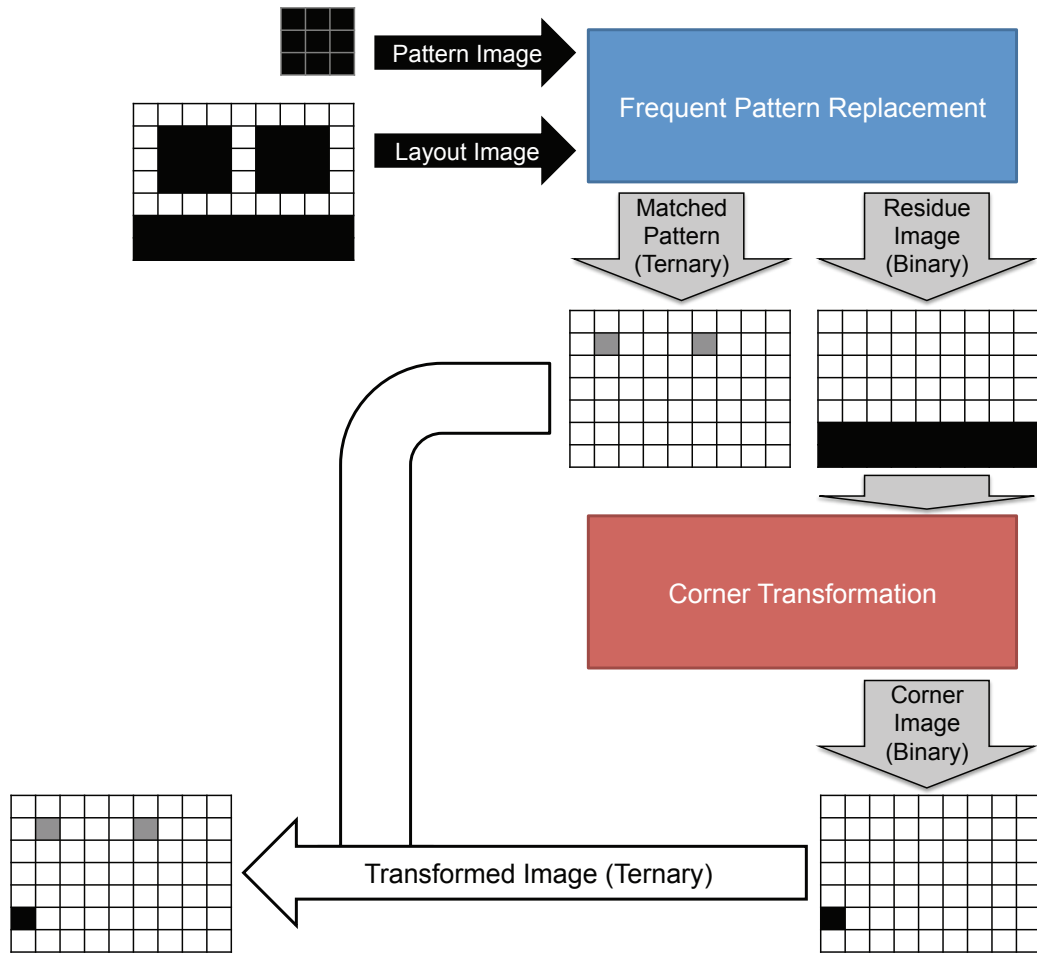 Pattern Image
Frequent Pattern Replacement
Layout Image
Matched
Pattern
(Ternary)
Residue
Image
(Binary)
Corner Transformation
Corner
Image
(Binary)
Transformed Image (Ternary)